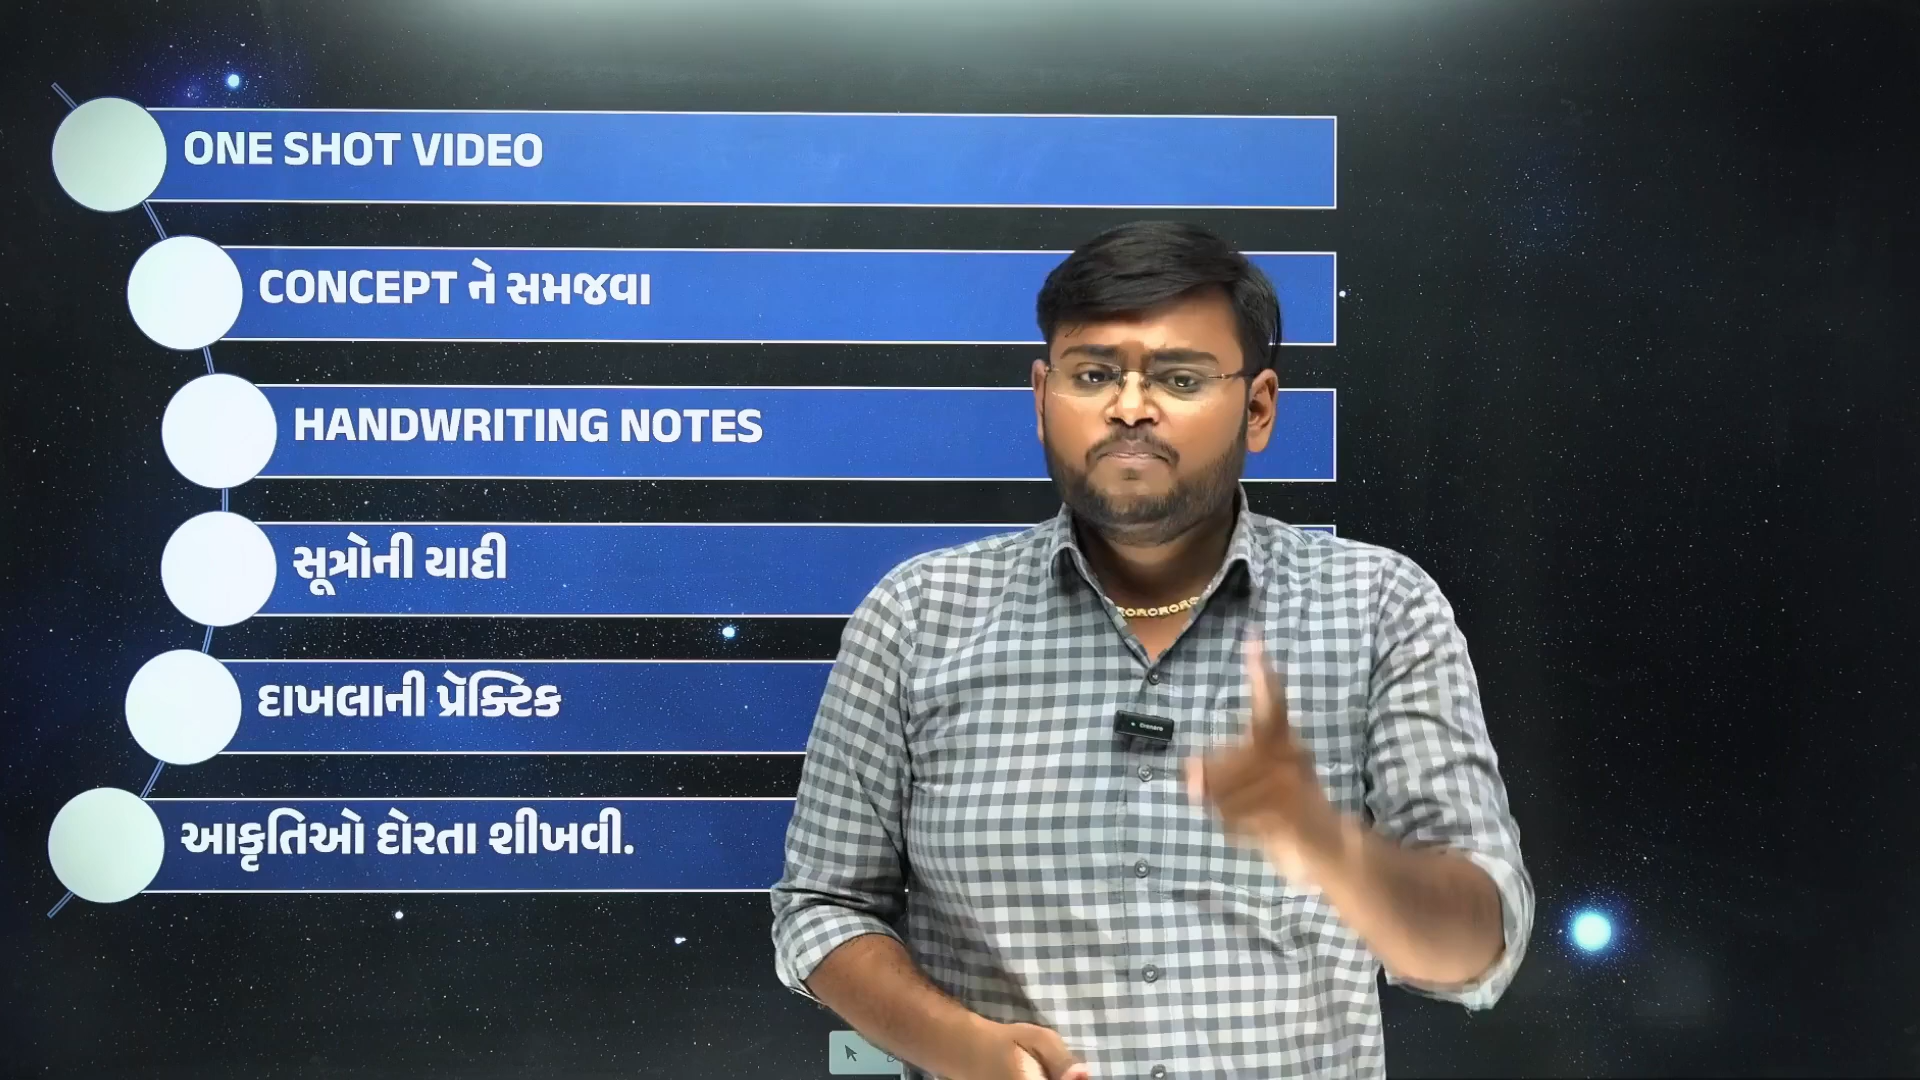 ONE SHOT VIDEO
CONCEPT ને સમજવા
HANDWRITING NOTES
સૂત્રોની યાદી
દાખલાની પ્રેક્ટિક
આકૃતિઓ દોરતા શીખવી.